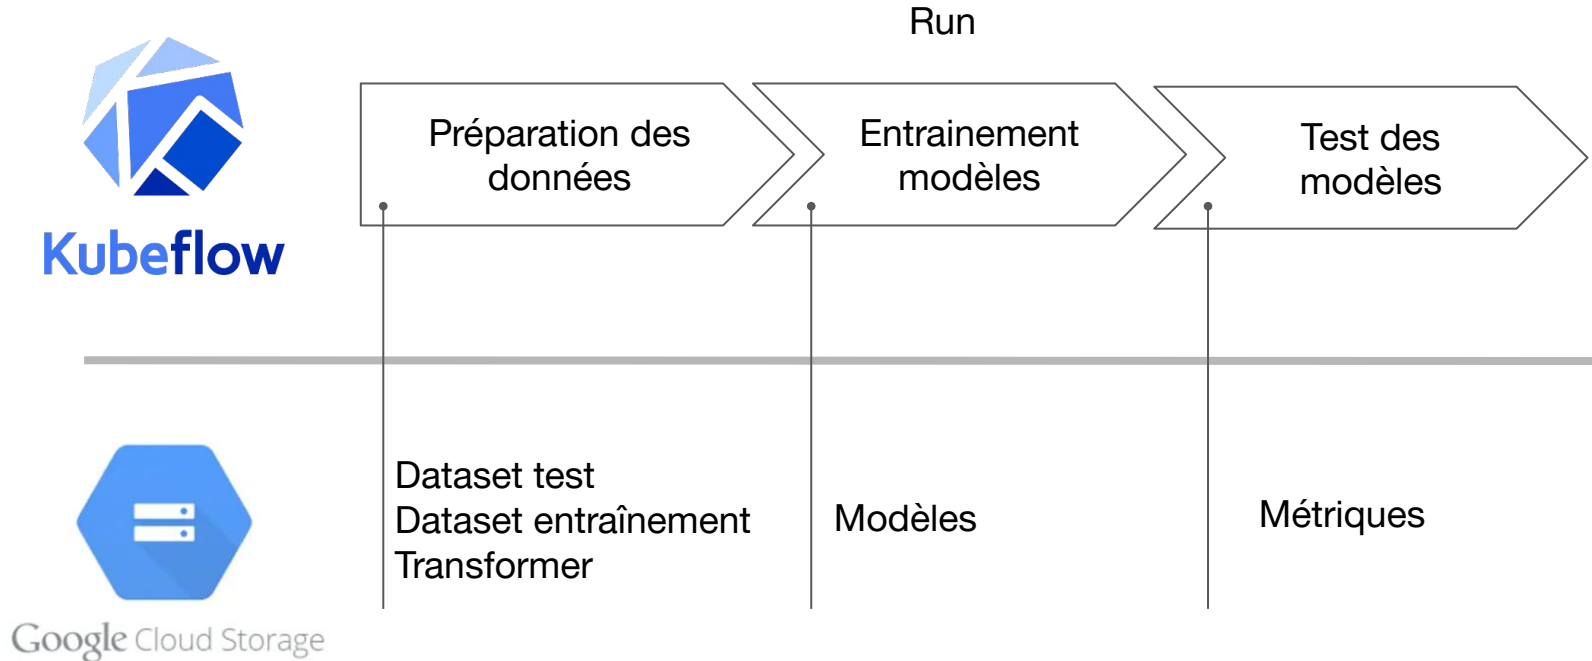 Run
Kubeflow
Préparation des
données
Entrainement
modèles
Test des
modèles
Dataset test
Dataset entraînement
Transformer
Modèles
Métriques
Google Cloud Storage